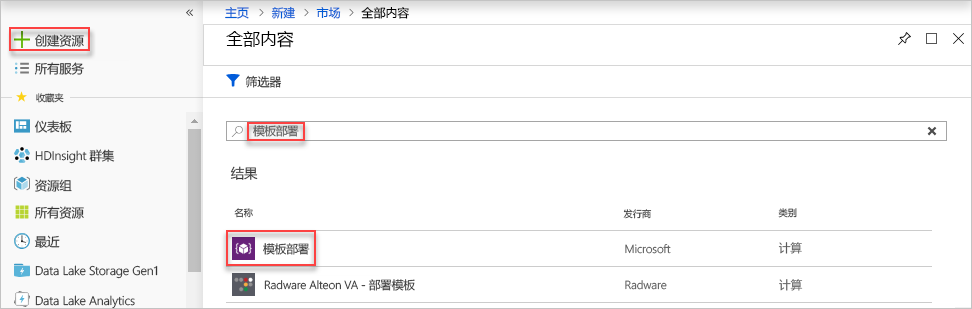 «
创建资源
所有服务
收藏夹
仪表板
HDInsight 群集
资源组
所有资源
最近
Data Lake Storage Gen1
Data Lake Analytics
主页 > 新建 > 市场 > 全部内容
全部内容
筛选器
模板部署
结果
名称 发行商 类别
模板部署 Microsoft 计算
Radware Alteon VA - 部署模板 Radware 计算